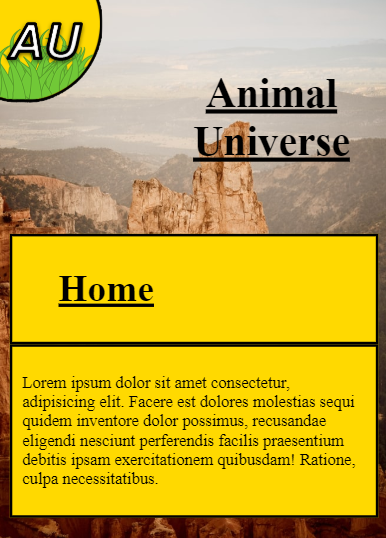 AU
Animal
Universe
Home
Lorem ipsum dolor sit amet consectetur,
adipisicing elit. Facere est dolores molestias sequi
quidem inventore dolor possimus, recusandae
eligendi nesciunt perferendis facilis praesentium
debitis ipsam exercitationem quibusdam! Ratione,
culpa necessitatibus.